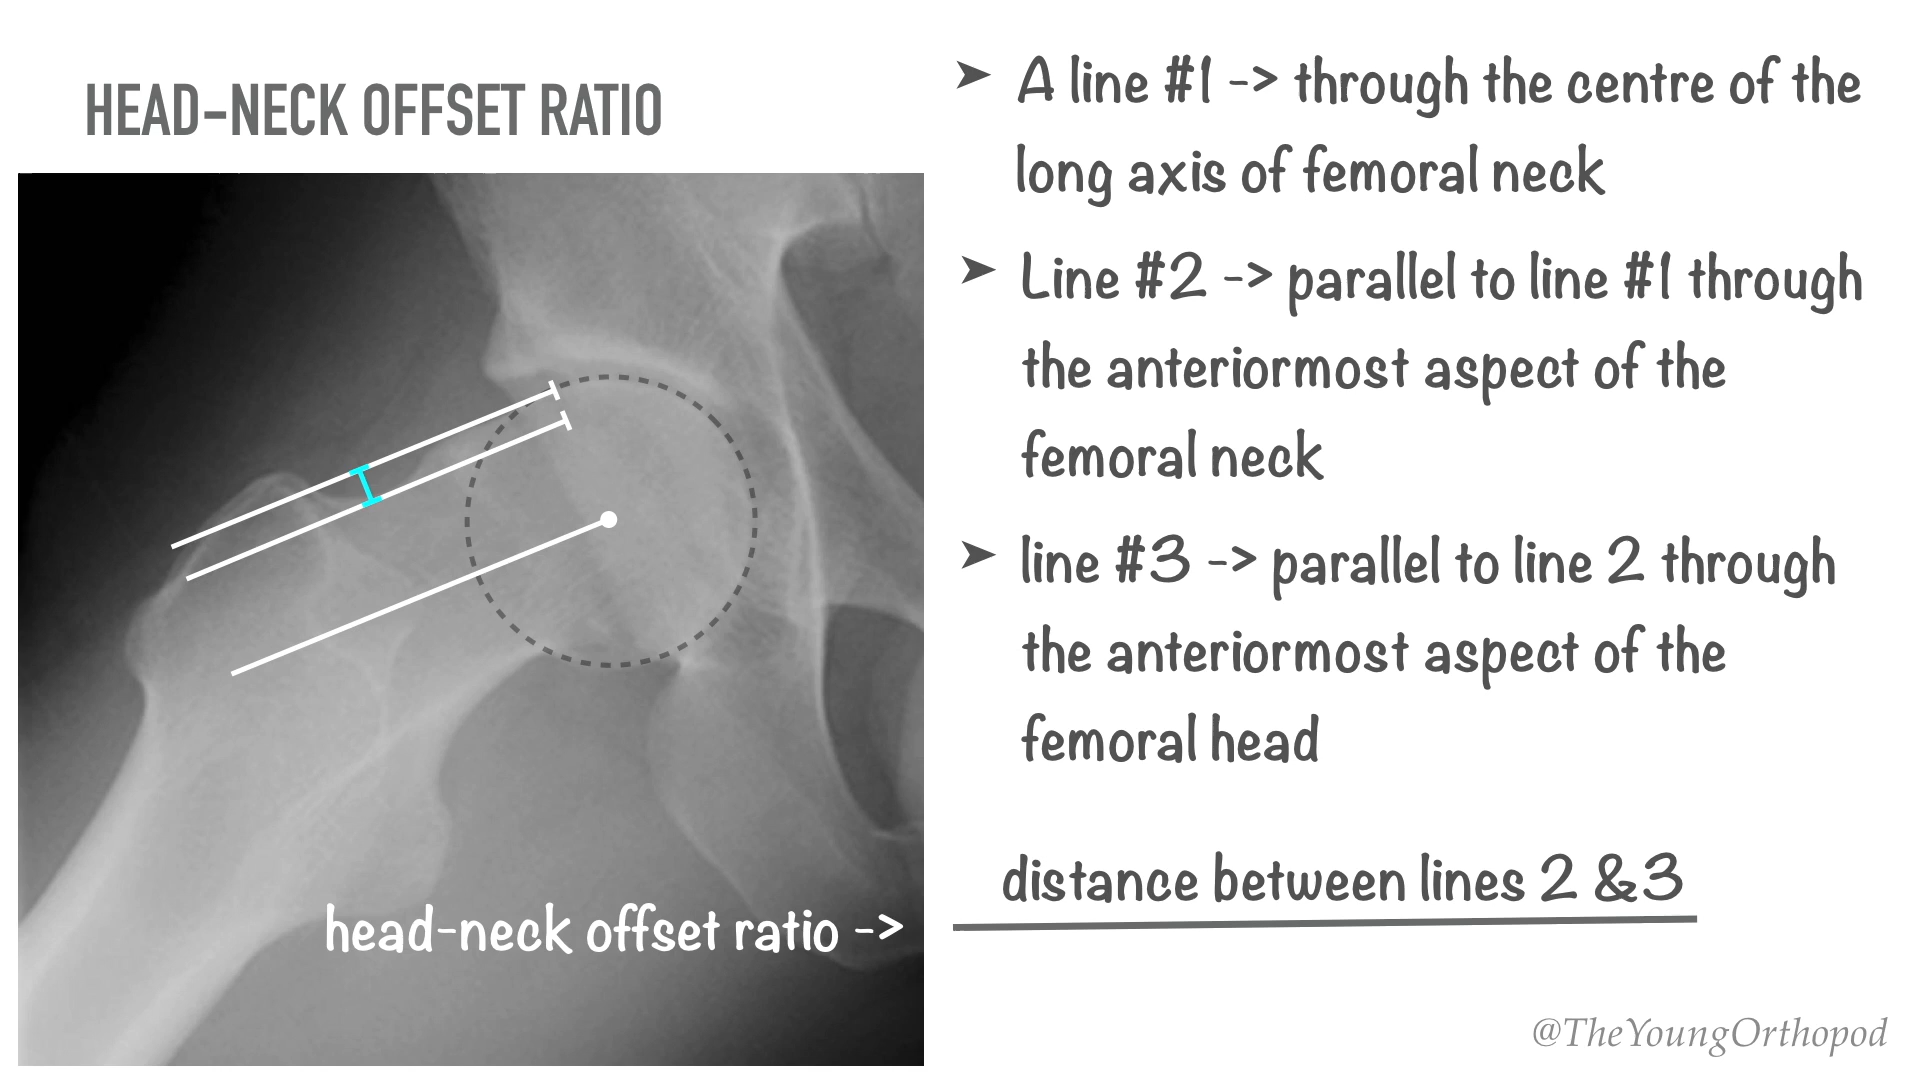 HEAD-NECK OFFSET RATIO
➤ A line #1 -> through the centre of the
long axis of femoral neck
➤ Line #2 -> parallel to line #1 through
the anteriormost aspect of the
femoral neck
➤ line #3 -> parallel to line 2 through
the anteriormost aspect of the
femoral head
head-neck offset ratio ->
distance between lines 2 &3
@TheYoungOrthopod